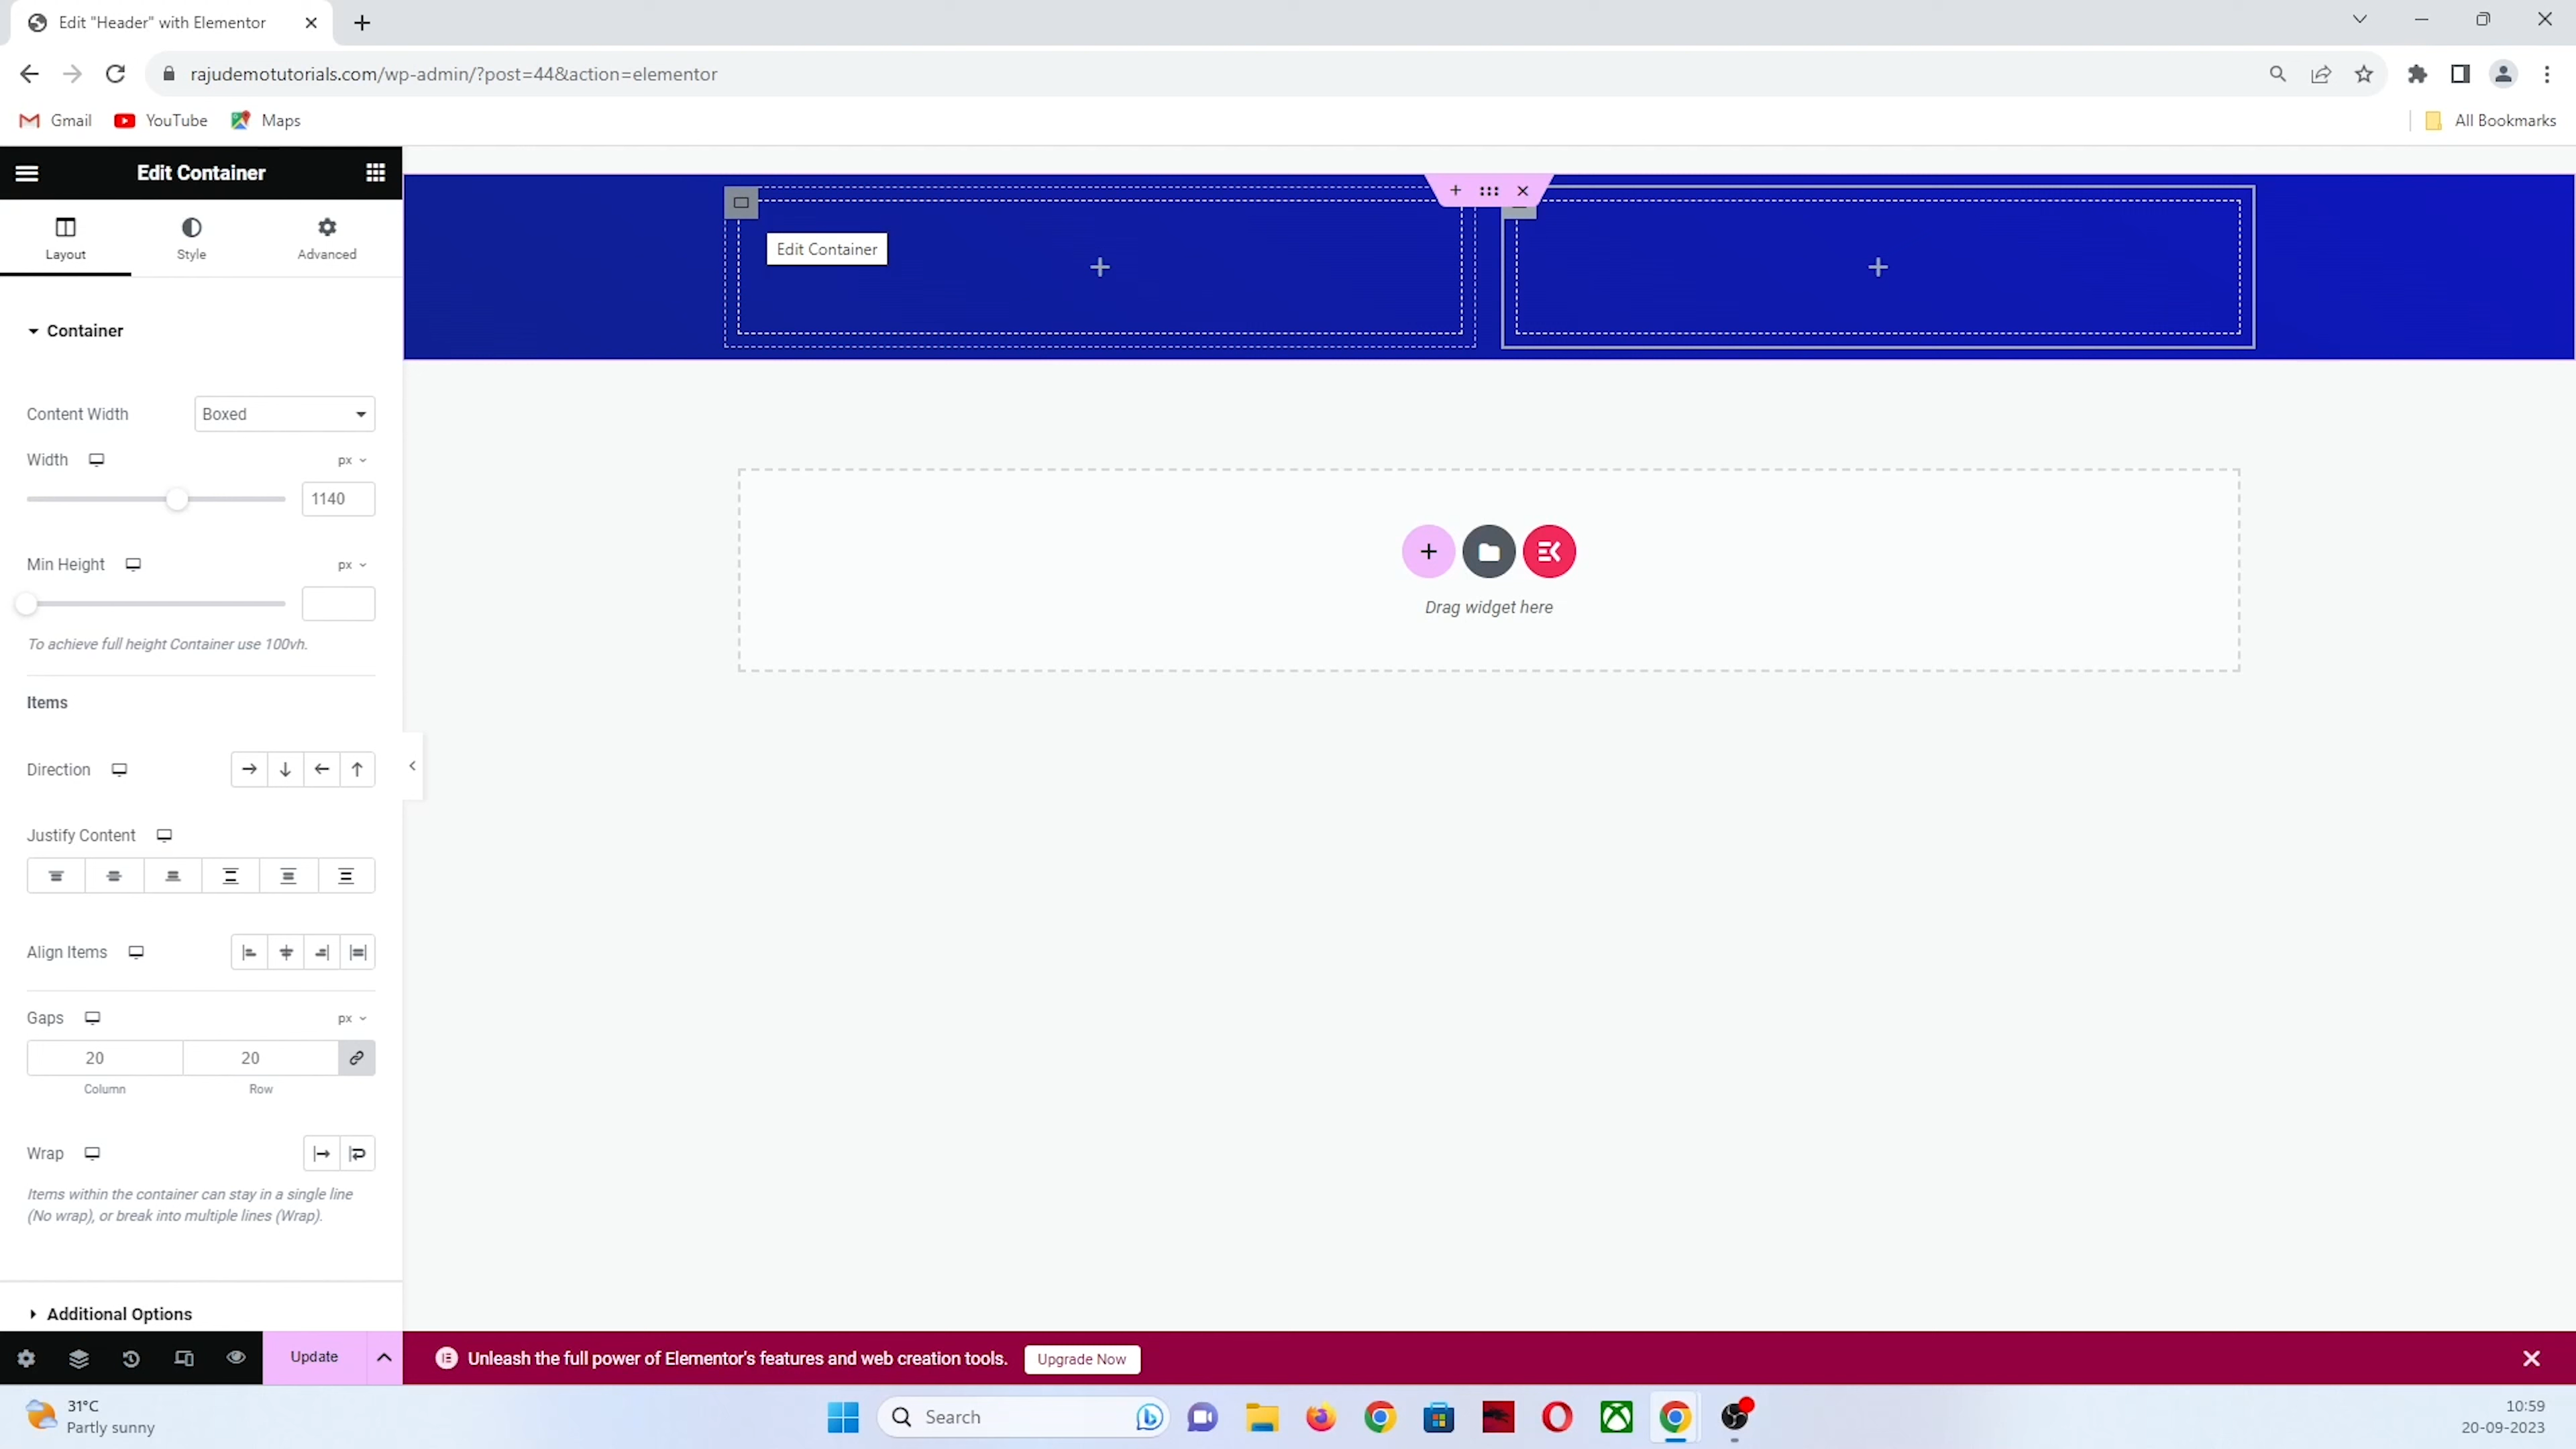 Edit "Header" with Elementor
rajudemotutorials.com/wp-admin/?post=44&action=elementor
Gmail
YouTube
Maps
All Bookmarks
Edit Container
Layout
Style
Advanced
Edit Container
Container
Content Width
Boxed
Width
px
1140
Min Height
px
To achieve full height Container use 100vh.
Drag widget here
Items
Direction
Justify Content
Align Items
Gaps
px
20
20
Column
Row
Wrap
Items within the container can stay in a single line
(No wrap), or break into multiple lines (Wrap).
Additional Options
Update
Unleash the full power of Elementor's features and web creation tools.
Upgrade Now
31°C
Partly sunny
Search
10:59
20-09-2023